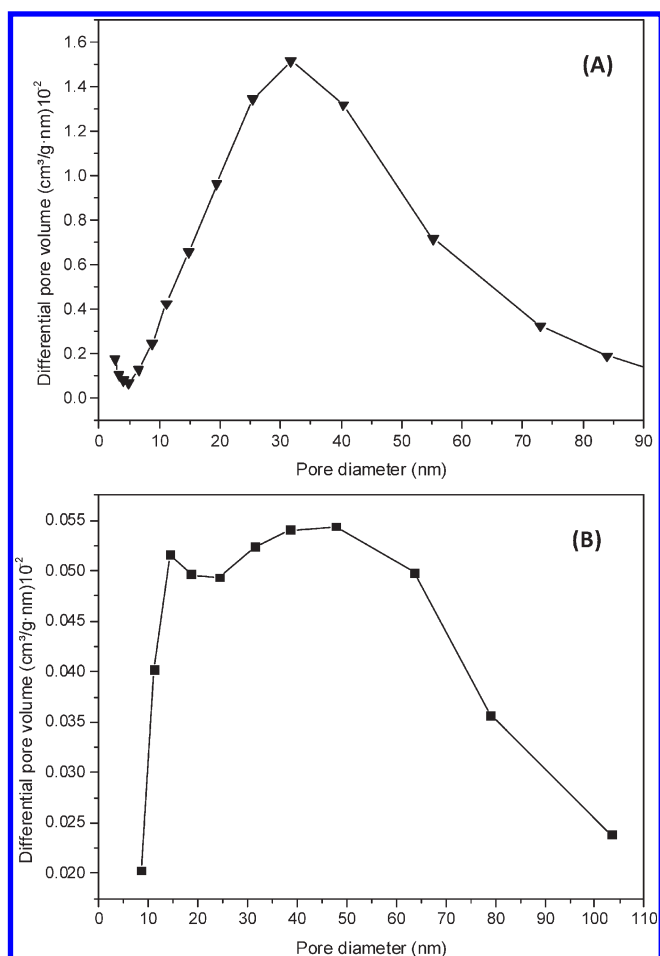 (A)
Differential pore volume (cm³/g·nm)10⁻²
1.6
1.4
1.2
1.0
0.8
0.6
0.4
0.2
0.0
0 10 20 30 40 50 60 70 80 90
Pore diameter (nm)
(B)
Differential pore volume (cm³/g·nm)10⁻²
0.055
0.050
0.045
0.040
0.035
0.030
0.025
0.020
0 10 20 30 40 50 60 70 80 90 100 110
Pore diameter (nm)